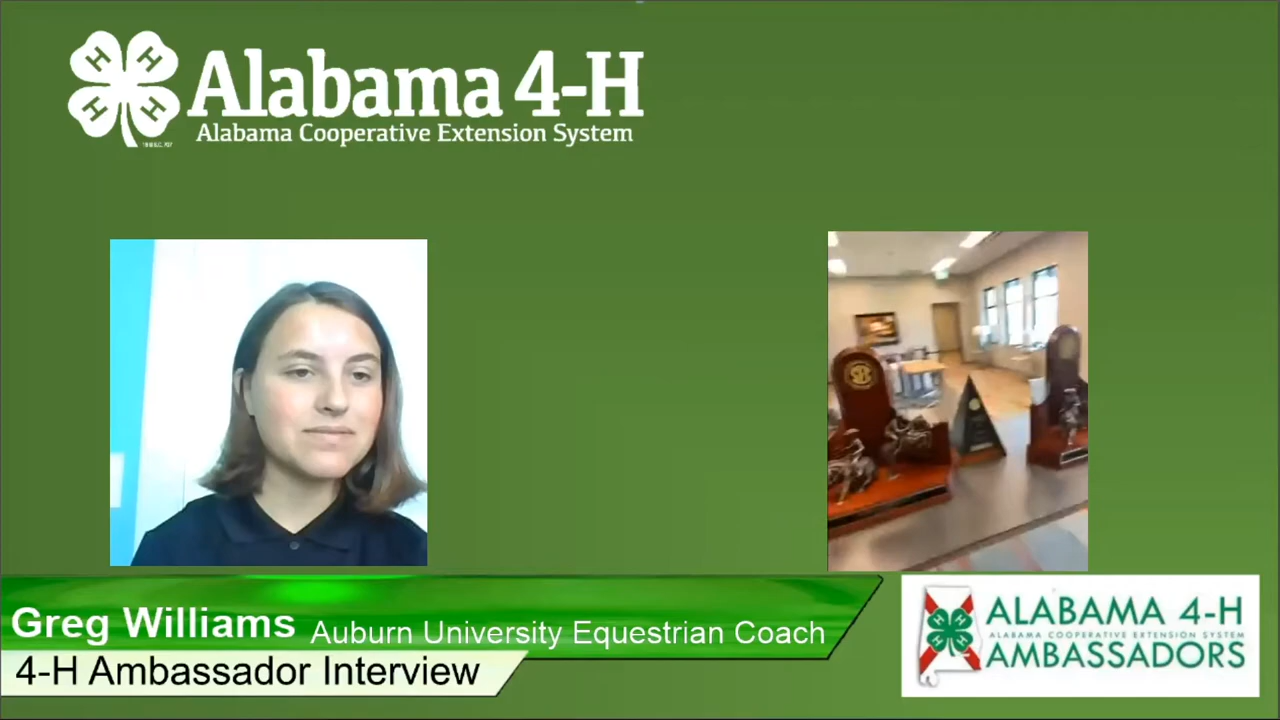 Alabama 4-H
Alabama Cooperative Extension System
H H
H H
Greg Williams Auburn University Equestrian Coach
4-H Ambassador Interview
ALABAMA 4-H
ALABAMA COOPERATIVE EXTENSION SYSTEM
AMBASSADORS